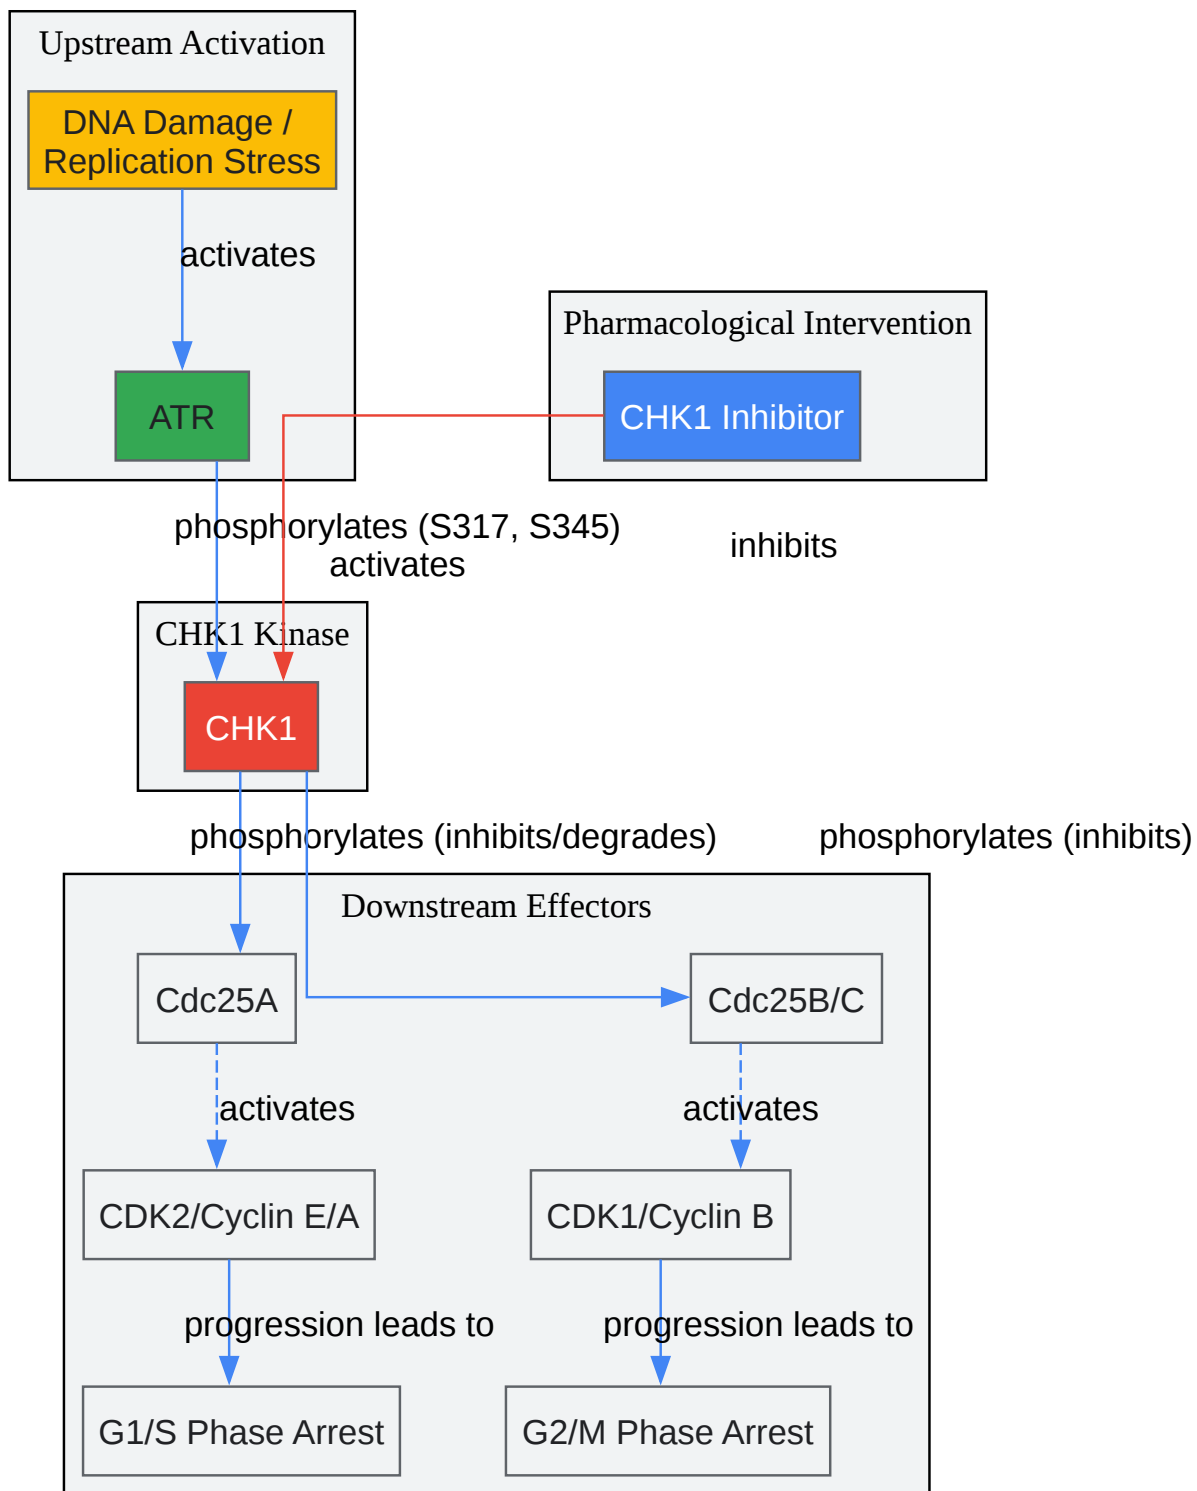 Upstream Activation
DNA Damage /
Replication Stress
activates
Pharmacological Intervention
ATR
CHK1 Inhibitor
phosphorylates (S317, S345)
activates
inhibits
CHK1 Kinase
CHK1
phosphorylates (inhibits/degrades)
phosphorylates (inhibits)
Downstream Effectors
Cdc25A
Cdc25B/C
activates
activates
CDK2/Cyclin E/A
CDK1/Cyclin B
progression leads to
progression leads to
G1/S Phase Arrest
G2/M Phase Arrest